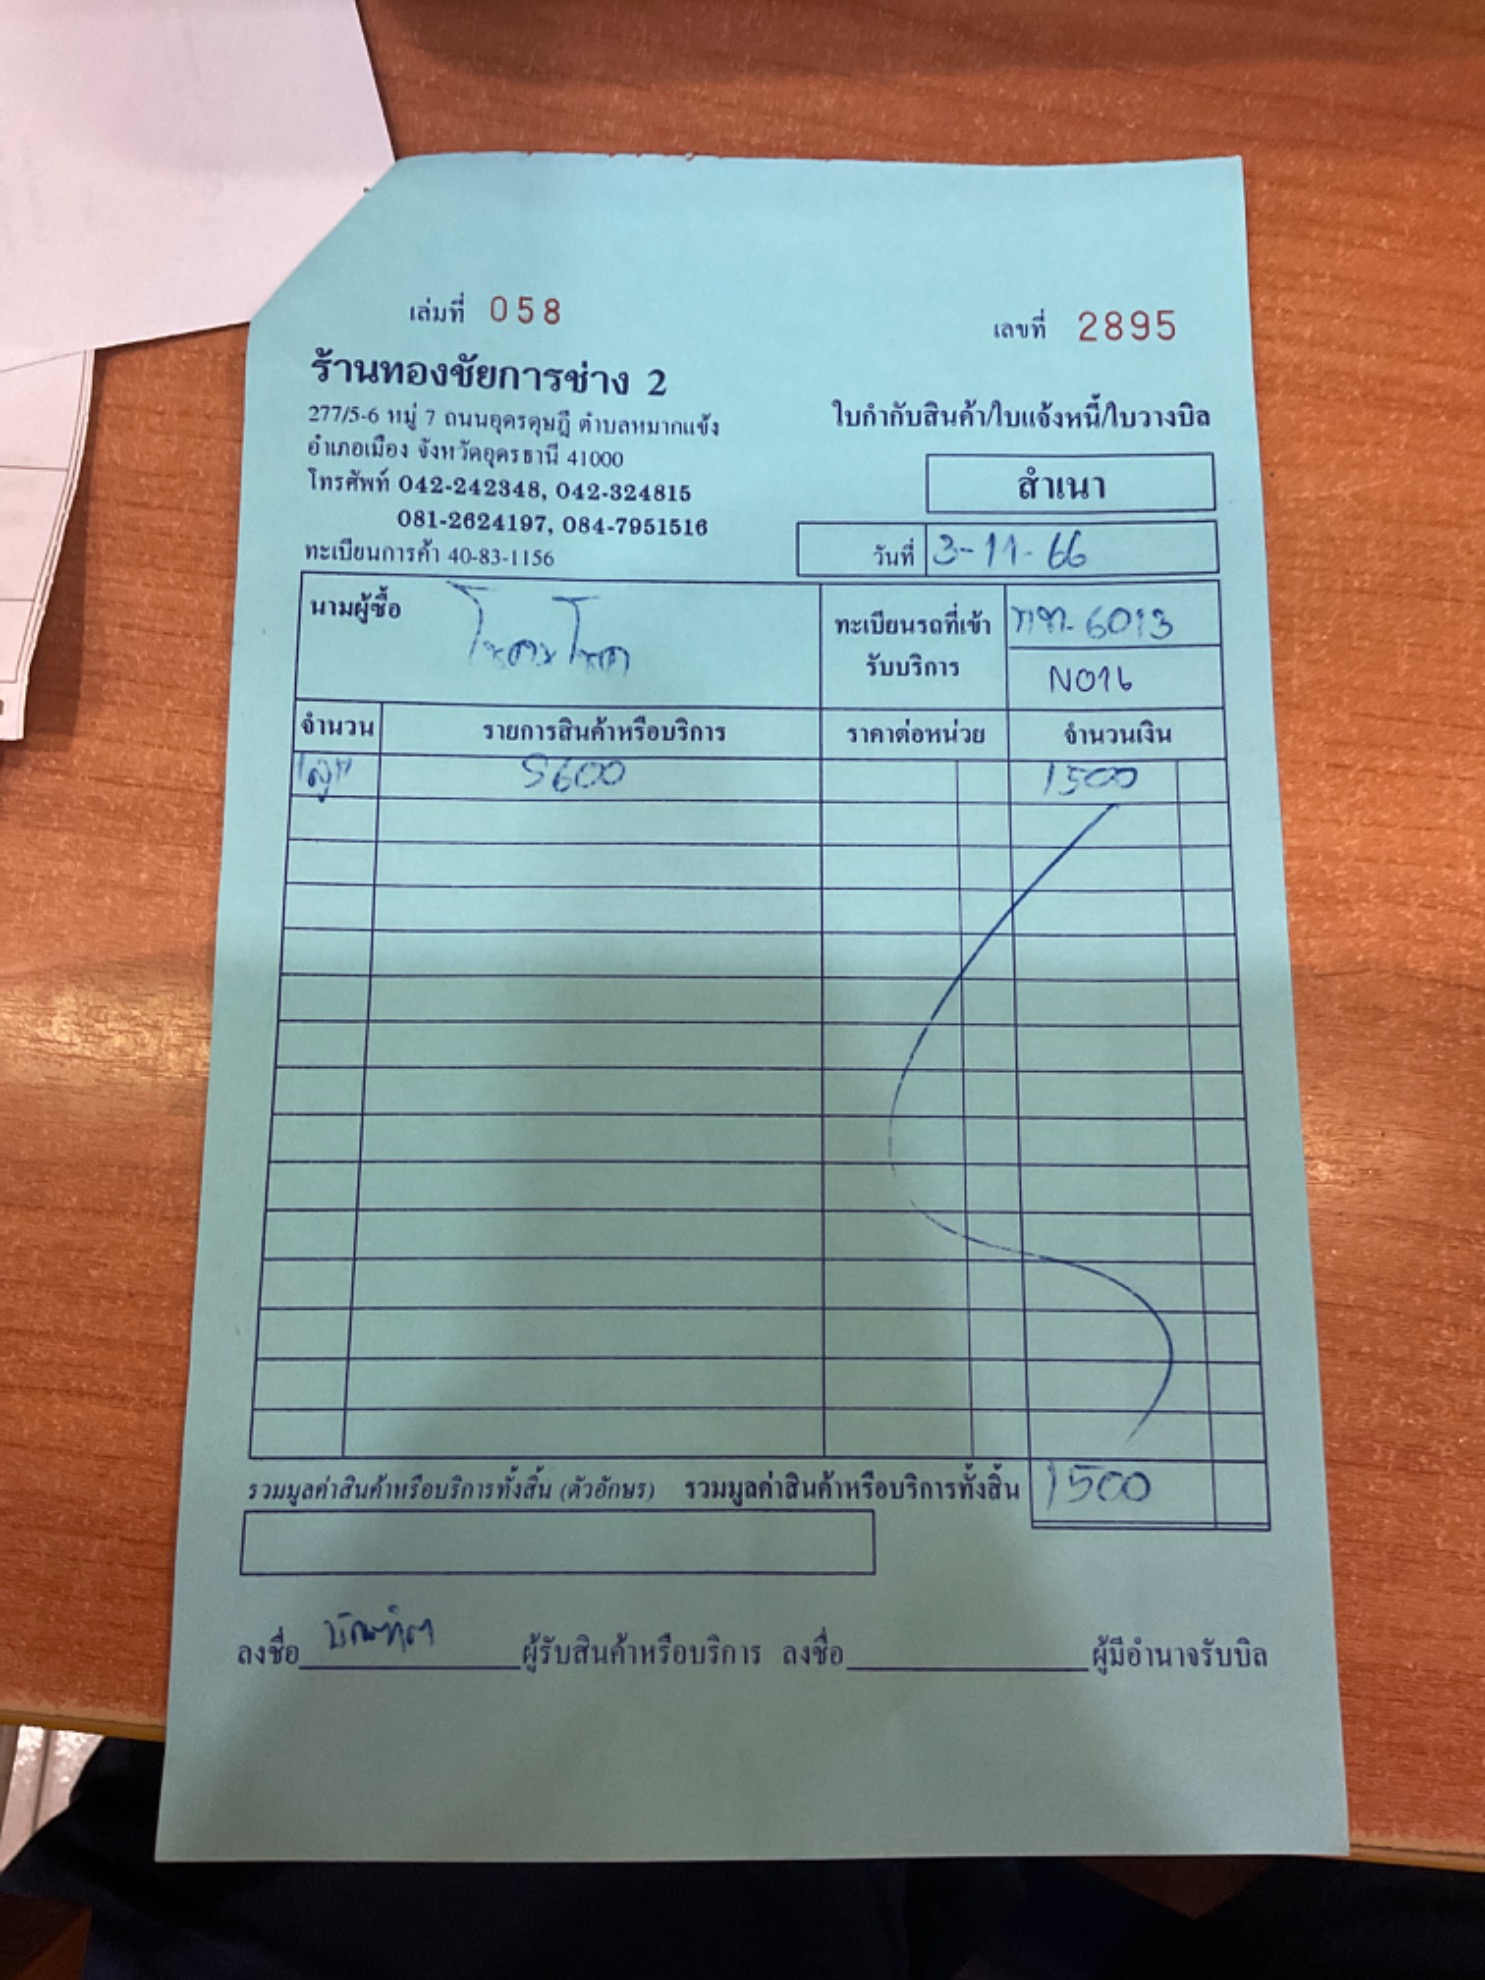 เล่มที่ 058
เลขที่ 2895
ร้านทองชัยการช่าง 2
277/5-6 หมู่ 7 ถนนอุดรดุษฎี ตำบลหมากแข้ง
อำเภอเมือง จังหวัดอุดรธานี 41000
โทรศัพท์ 042-242348, 042-324815
081-2624197, 084-7951516
ทะเบียนการค้า 40-83-1156
ใบกำกับสินค้า/ใบแจ้งหนี้/ใบวางบิล
สำเนา
วันที่ 3-11-66
นามผู้ซื้อ
ทะเบียนรถที่เข้า 6013
รับบริการ
จำนวน รายการสินค้าหรือบริการ ราคาต่อหน่วย จำนวนเงิน
S600 1500
รวมมูลค่าสินค้าหรือบริการทั้งสิ้น (ตัวอักษร) รวมมูลค่าสินค้าหรือบริการทั้งสิ้น 1500
ลงชื่อ ผู้รับสินค้าหรือบริการ ลงชื่อ ผู้มีอำนาจรับบิล